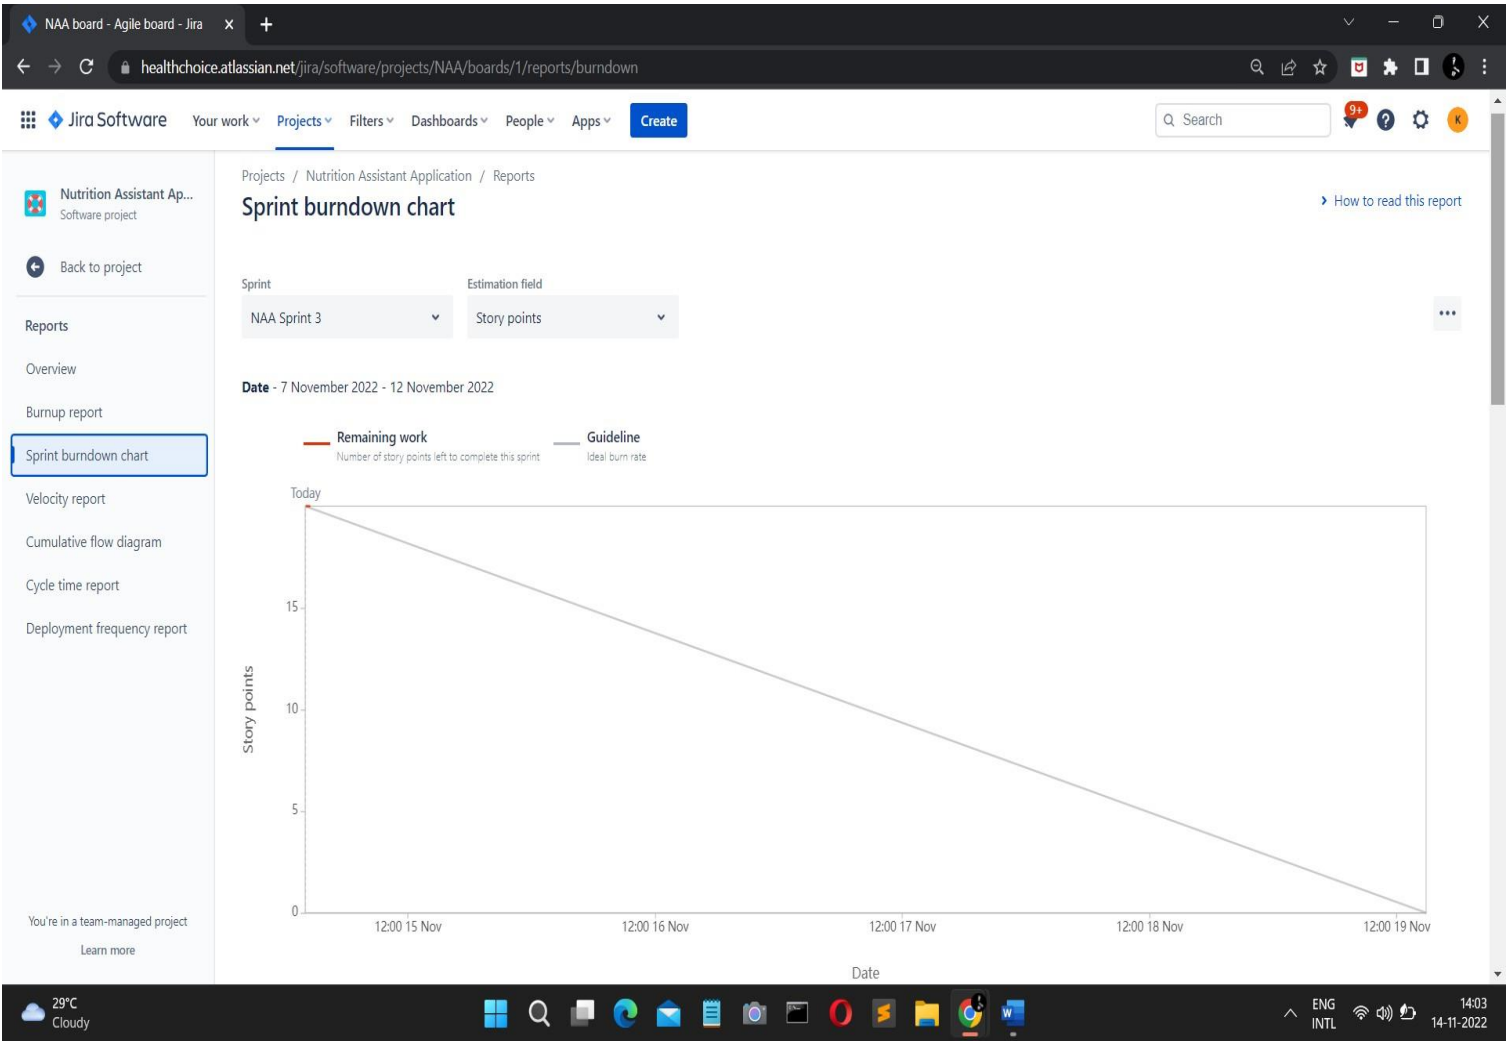 NAA board - Agile board - Jira
healthchoice.atlassian.net/jira/software/projects/NAA/boards/1/reports/burndown
Jira Software Your work Projects Filters Dashboards People Apps Create Search 9+ K
Nutrition Assistant Ap...
Software project
Back to project
Reports
Overview
Burnup report
Sprint burndown chart
Velocity report
Cumulative flow diagram
Cycle time report
Deployment frequency report
You're in a team-managed project
Learn more
Projects / Nutrition Assistant Application / Reports
Sprint burndown chart
How to read this report
Sprint Estimation field
NAA Sprint 3 Story points
Date - 7 November 2022 - 12 November 2022
Remaining work Guideline
Number of story points left to complete this sprint Ideal burn rate
Today
15
10
5
0
Story points
12:00 15 Nov 12:00 16 Nov 12:00 17 Nov 12:00 18 Nov 12:00 19 Nov
Date
29°C
Cloudy
ENG
INTL
14:03
14-11-2022